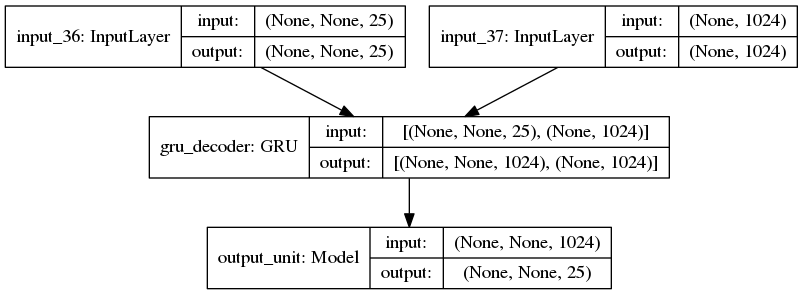 input_36: InputLayer
input: (None, None, 25)
output: (None, None, 25)
input_37: InputLayer
input: (None, 1024)
output: (None, 1024)
gru_decoder: GRU
input: [(None, None, 25), (None, 1024)]
output: [(None, None, 1024), (None, 1024)]
output_unit: Model
input: (None, None, 1024)
output: (None, None, 25)